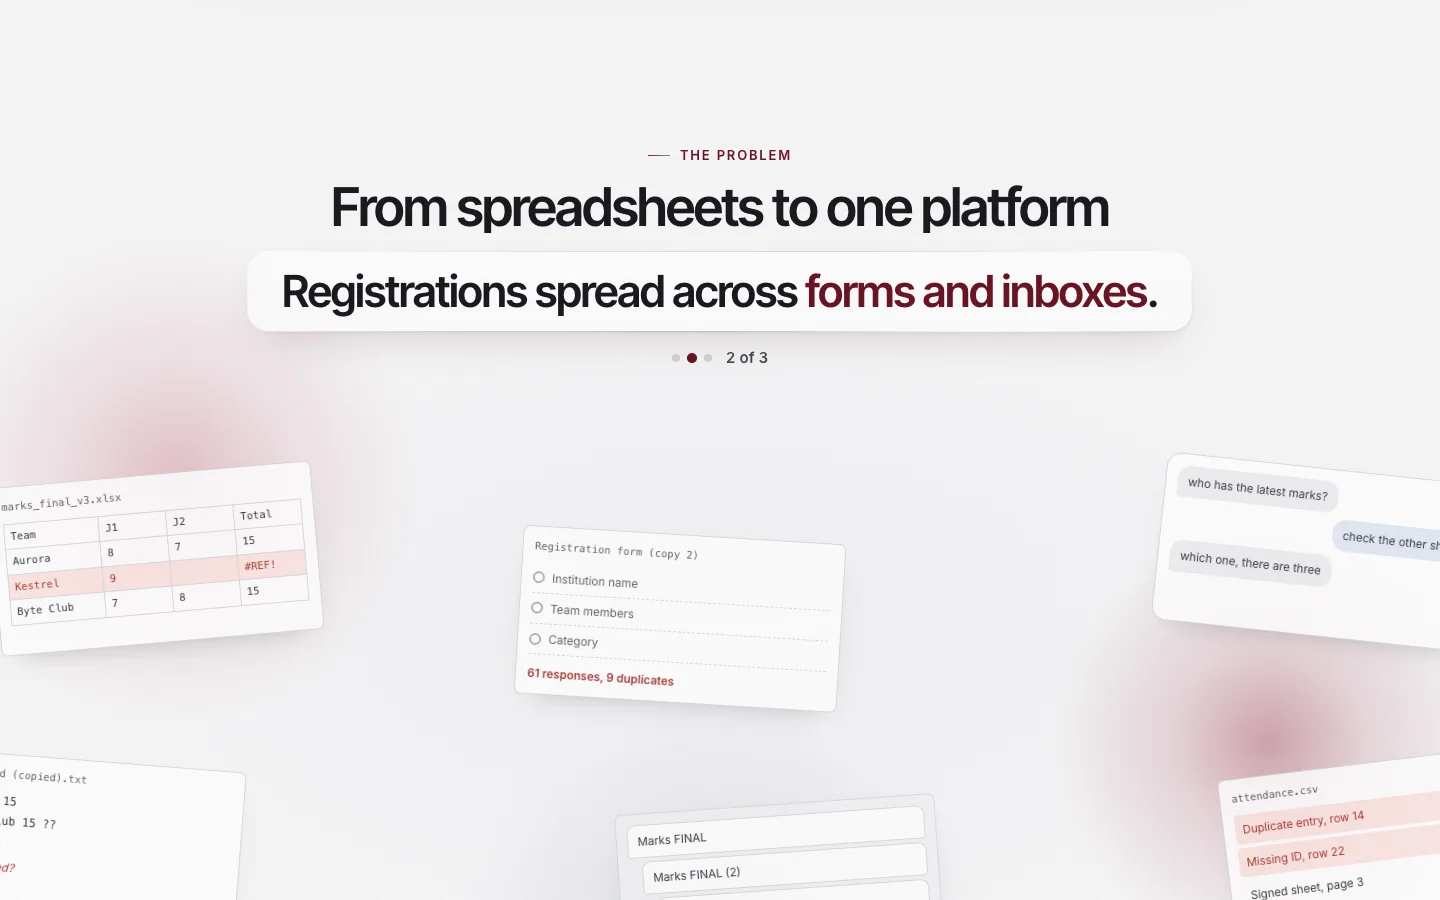 THE PROBLEM
From spreadsheets to one platform
Registrations spread across forms and inboxes.
2 of 3
marks_final_v3.xlsx
Team J1 J2 Total
Aurora 8 7 15
Kestrel 9 #REF!
Byte Club 7 8 15
Registration form (copy 2)
Institution name
Team members
Category
61 responses, 9 duplicates
who has the latest marks?
check the other
which one, there are three
(copied).txt
15
15 ??
Marks FINAL
Marks FINAL (2)
attendance.csv
Duplicate entry, row 14
Missing ID, row 22
Signed sheet, page 3